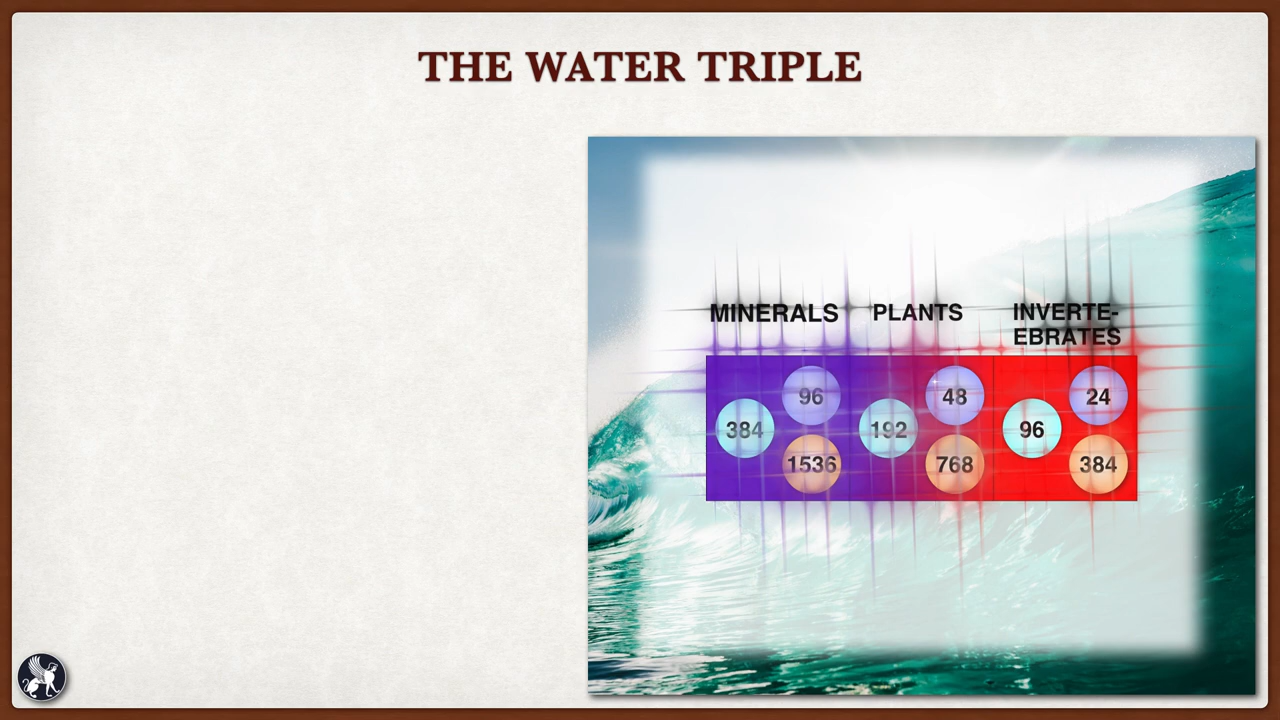 THE WATER TRIPLE
MINERALS PLANTS INVERTE-
EBRATES
96 48 24
384 192 96
1536 768 384